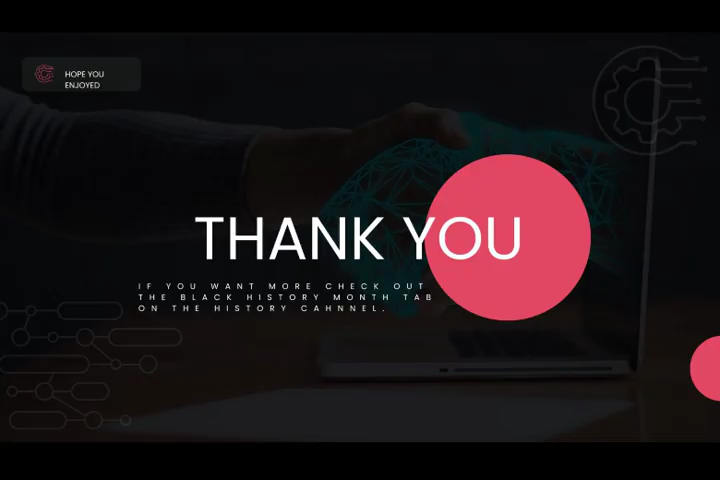 HOPE YOU
ENJOYED
THANK YOU
IF YOU WANT MORE CHECK OUT
THE BLACK HISTORY MONTH TAB
ON THE HISTORY CAHNNEL.